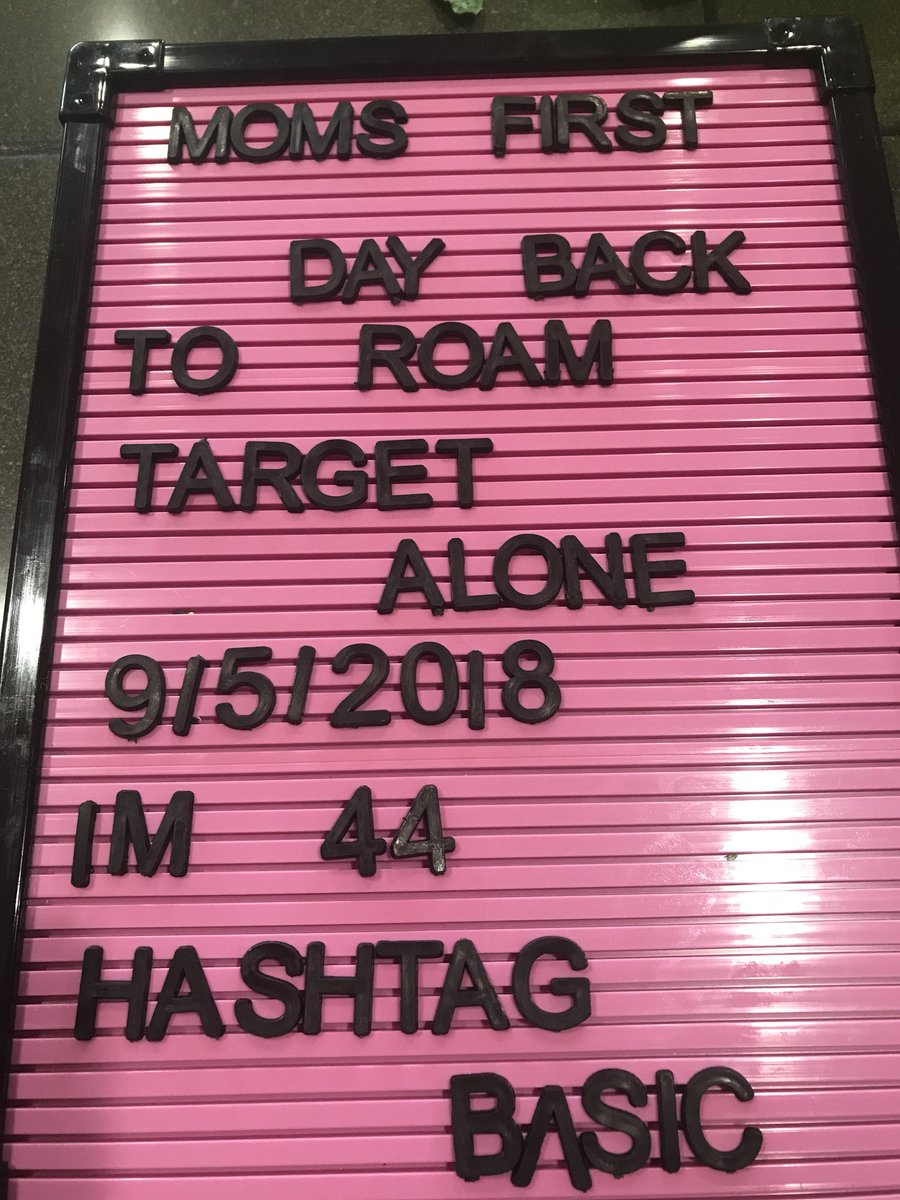 MOMS FIRST
DAY BACK
TO ROAM
TARGET
ALONE
9/5/2018
IM 44
HASHTAG
BASIC